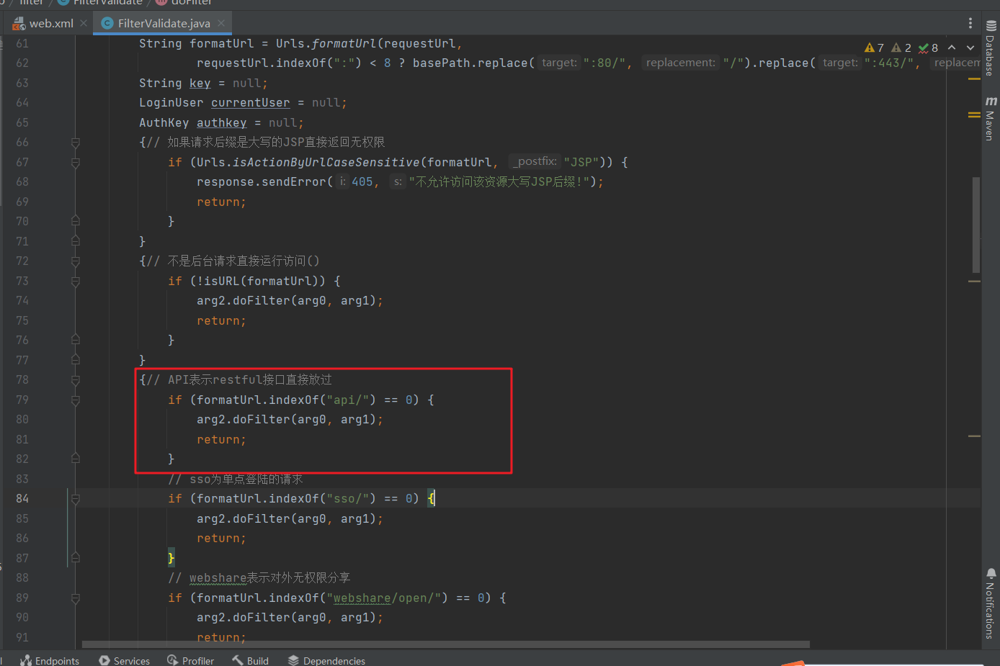 filter / FilterValidate / doFilter
web.xml FilterValidate.java
7 2 8
Database
Maven
Notifications
61 String formatUrl = Urls.formatUrl(requestUrl,
62 requestUrl.indexOf(":") < 8 ? basePath.replace( target: ":80/", replacement: "/").replace( target: ":443/", replacem
63 String key = null;
64 LoginUser currentUser = null;
65 AuthKey authkey = null;
66 {// 如果请求后缀是大写的JSP直接返回无权限
67 if (Urls.isActionByUrlCaseSensitive(formatUrl, _postfix: "JSP")) {
68 response.sendError( i: 405, s: "不允许访问该资源大写JSP后缀!");
69 return;
70 }
71 }
72 {// 不是后台请求直接运行访问()
73 if (!isURL(formatUrl)) {
74 arg2.doFilter(arg0, arg1);
75 return;
76 }
77 }
78 {// API表示restful接口直接放过
79 if (formatUrl.indexOf("api/") == 0) {
80 arg2.doFilter(arg0, arg1);
81 return;
82 }
83 // sso为单点登陆的请求
84 if (formatUrl.indexOf("sso/") == 0) {
85 arg2.doFilter(arg0, arg1);
86 return;
87 }
88 // webshare表示对外无权限分享
89 if (formatUrl.indexOf("webshare/open/") == 0) {
90 arg2.doFilter(arg0, arg1);
91 return;
Endpoints Services Profiler Build Dependencies